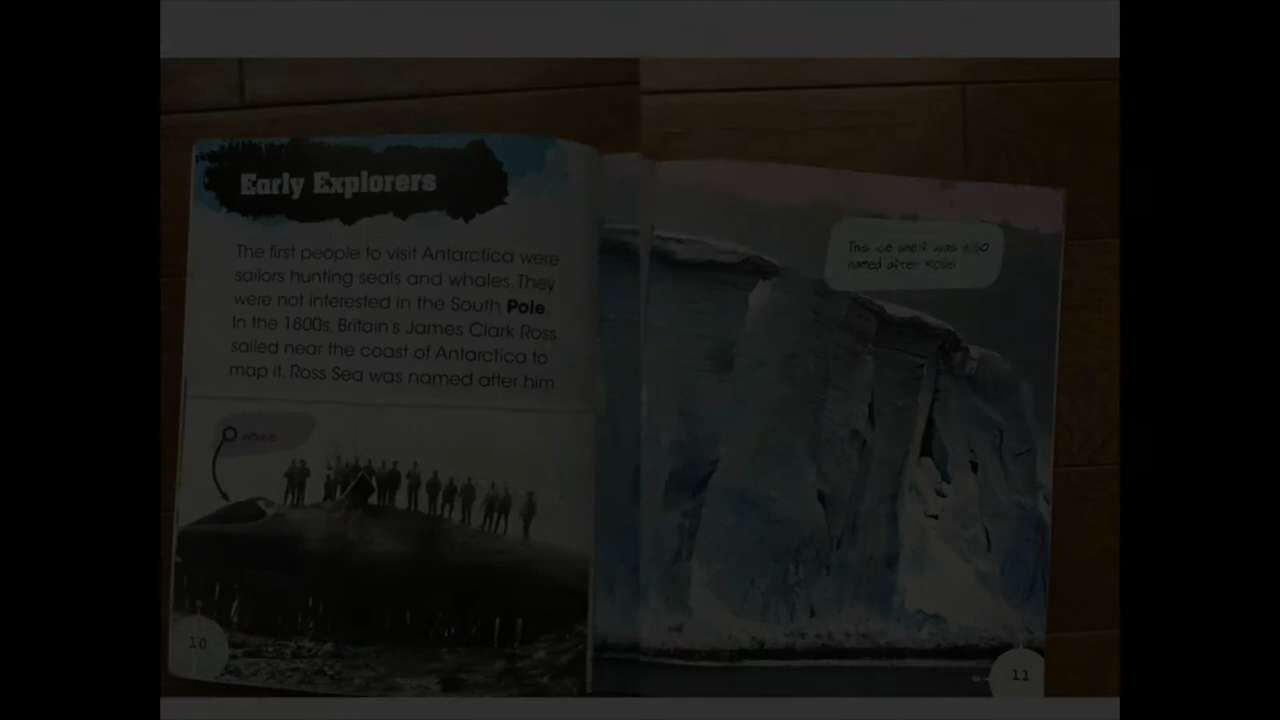 Early Explorers
The first people to visit Antarctica were
sailors hunting seals and whales. They
were not interested in the South Pole.
In the 1800s, Britain's James Clark Ross
sailed near the coast of Antarctica to
map it. Ross Sea was named after him.
whale
10
This ice shelf was also
named after Ross
11